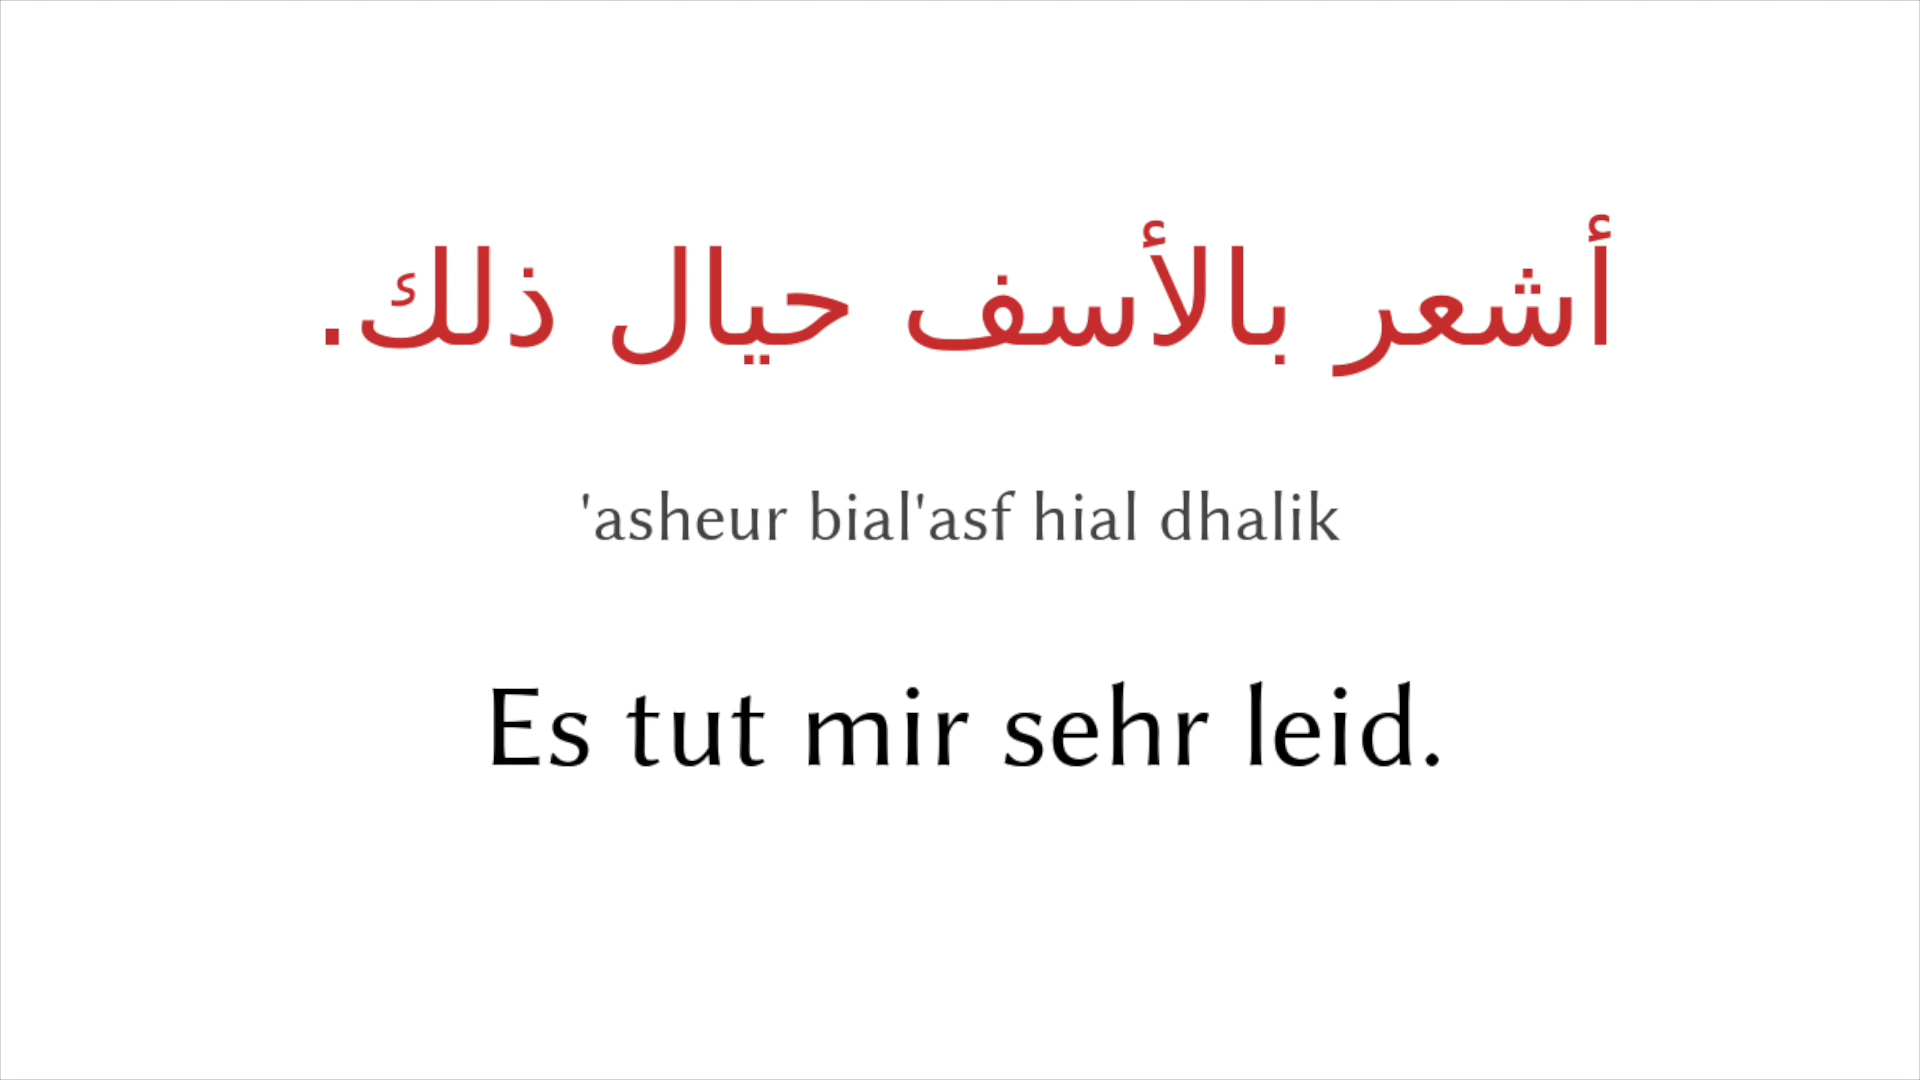 أشعر بالأسف حيال ذلك.
'asheur bial'asf hial dhalik
Es tut mir sehr leid.